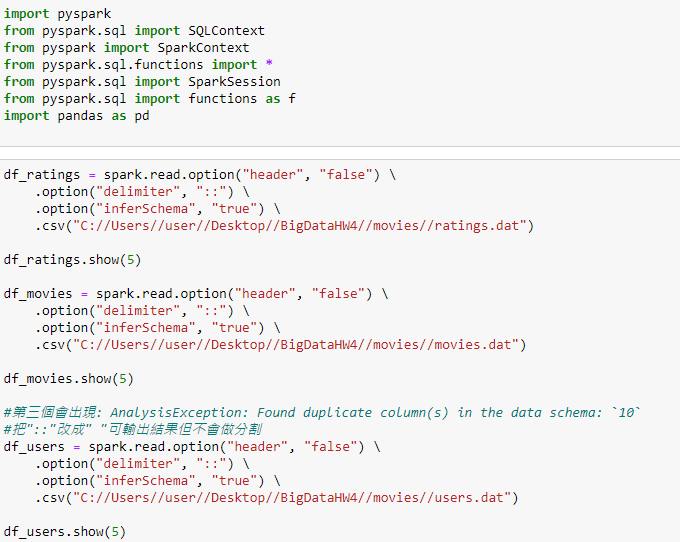 import pyspark
from pyspark.sql import SQLContext
from pyspark import SparkContext
from pyspark.sql.functions import *
from pyspark.sql import SparkSession
from pyspark.sql import functions as f
import pandas as pd
df_ratings = spark.read.option("header", "false") \
    .option("delimiter", "::") \
    .option("inferSchema", "true") \
    .csv("C://Users//user//Desktop//BigDataHW4//movies//ratings.dat")
df_ratings.show(5)
df_movies = spark.read.option("header", "false") \
    .option("delimiter", "::") \
    .option("inferSchema", "true") \
    .csv("C://Users//user//Desktop//BigDataHW4//movies//movies.dat")
df_movies.show(5)
#第三個會出現: AnalysisException: Found duplicate column(s) in the data schema: `10`
#把"::"改成" "可輸出結果但不會做分割
df_users = spark.read.option("header", "false") \
    .option("delimiter", "::") \
    .option("inferSchema", "true") \
    .csv("C://Users//user//Desktop//BigDataHW4//movies//users.dat")
df_users.show(5)